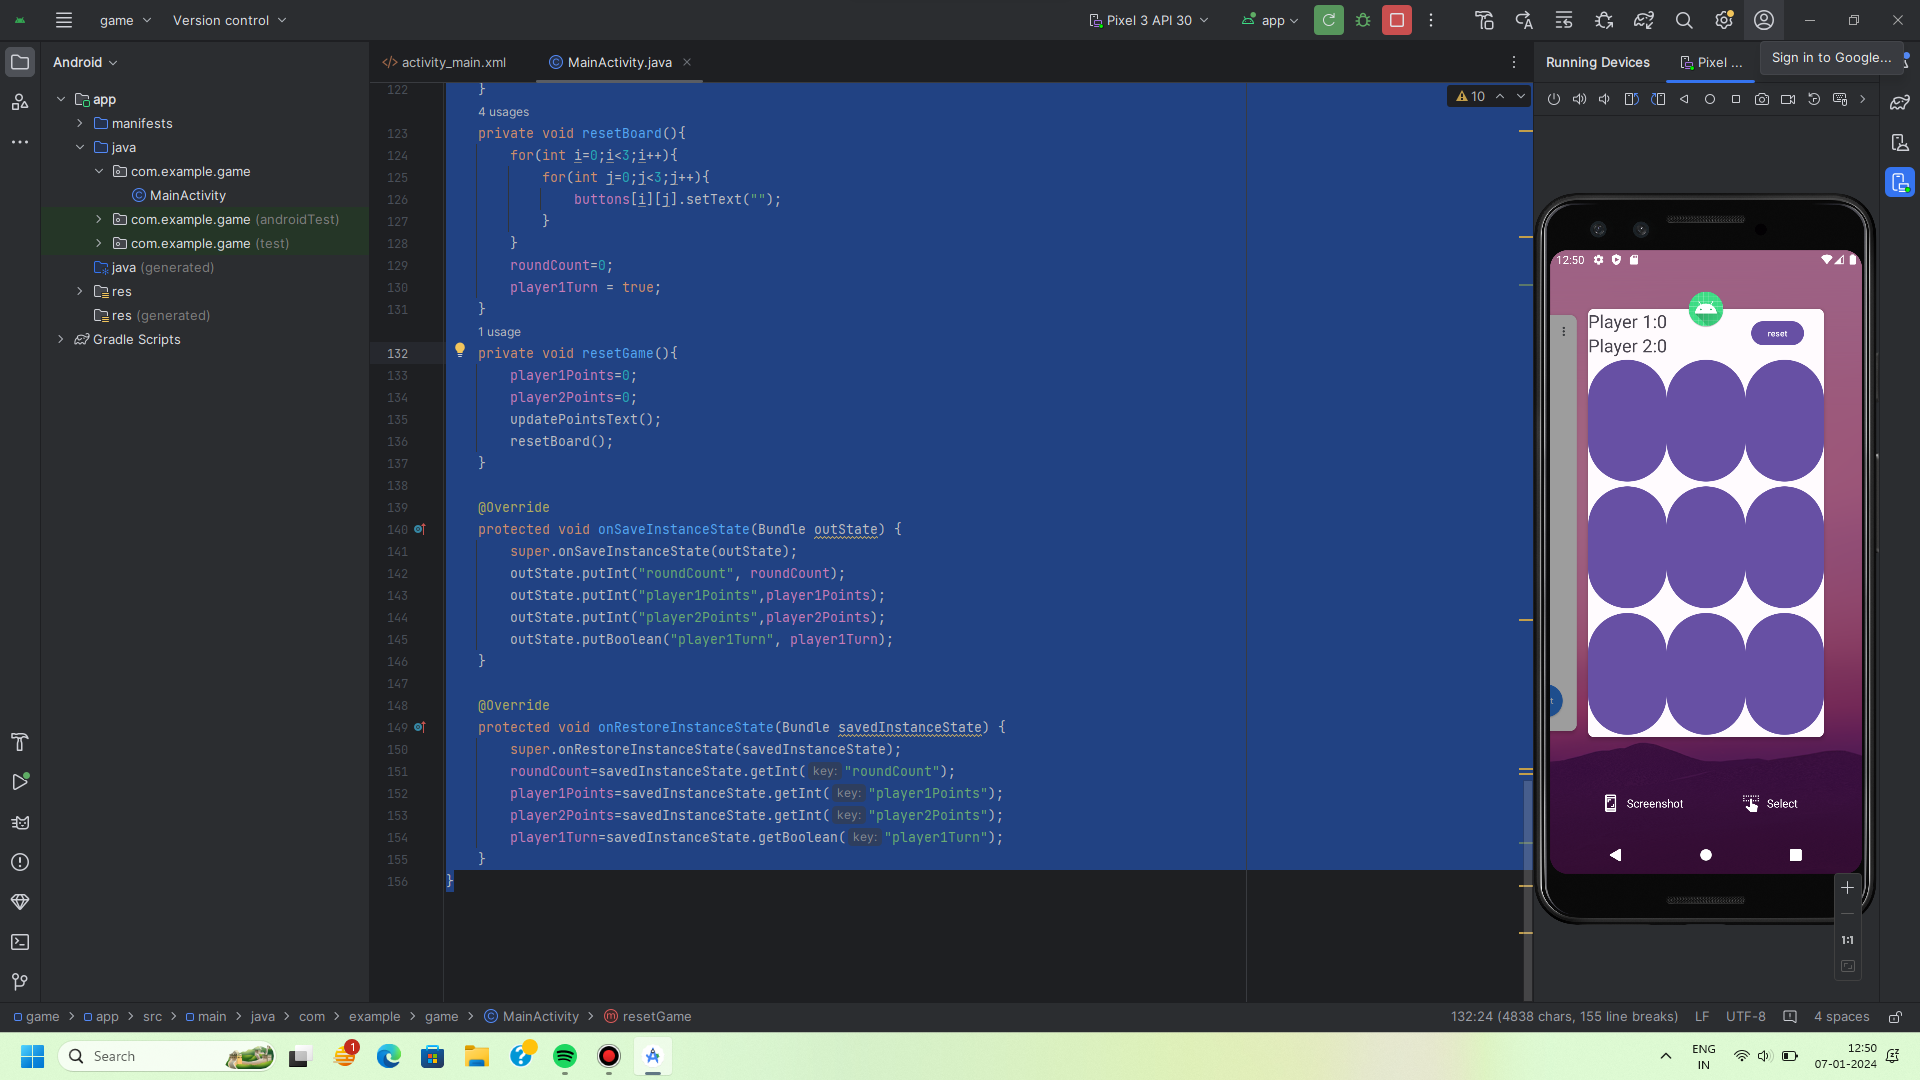 game
Version control
Pixel 3 API 30
app
Sign in to Google...
Android
app
manifests
java
com.example.game
MainActivity
com.example.game (androidTest)
com.example.game (test)
java (generated)
res
res (generated)
Gradle Scripts
activity_main.xml
MainActivity.java
10
122 }
4 usages
123 private void resetBoard(){
124 for(int i=0;i<3;i++){
125 for(int j=0;j<3;j++){
126 buttons[i][j].setText("");
127 }
128 }
129 roundCount=0;
130 player1Turn = true;
131 }
1 usage
132 private void resetGame(){
133 player1Points=0;
134 player2Points=0;
135 updatePointsText();
136 resetBoard();
137 }
138
139 @Override
140 protected void onSaveInstanceState(Bundle outState) {
141 super.onSaveInstanceState(outState);
142 outState.putInt("roundCount", roundCount);
143 outState.putInt("player1Points",player1Points);
144 outState.putInt("player2Points",player2Points);
145 outState.putBoolean("player1Turn", player1Turn);
146 }
147
148 @Override
149 protected void onRestoreInstanceState(Bundle savedInstanceState) {
150 super.onRestoreInstanceState(savedInstanceState);
151 roundCount=savedInstanceState.getInt( key: "roundCount");
152 player1Points=savedInstanceState.getInt( key: "player1Points");
153 player2Points=savedInstanceState.getInt( key: "player2Points");
154 player1Turn=savedInstanceState.getBoolean( key: "player1Turn");
155 }
156 }
Running Devices
Pixel ...
12:50
Player 1:0
reset
Player 2:0
Screenshot
Select
1:1
game > app > src > main > java > com > example > game > MainActivity > resetGame
132:24 (4838 chars, 155 line breaks)
LF
UTF-8
4 spaces
Search
1
ENG
IN
12:50
07-01-2024